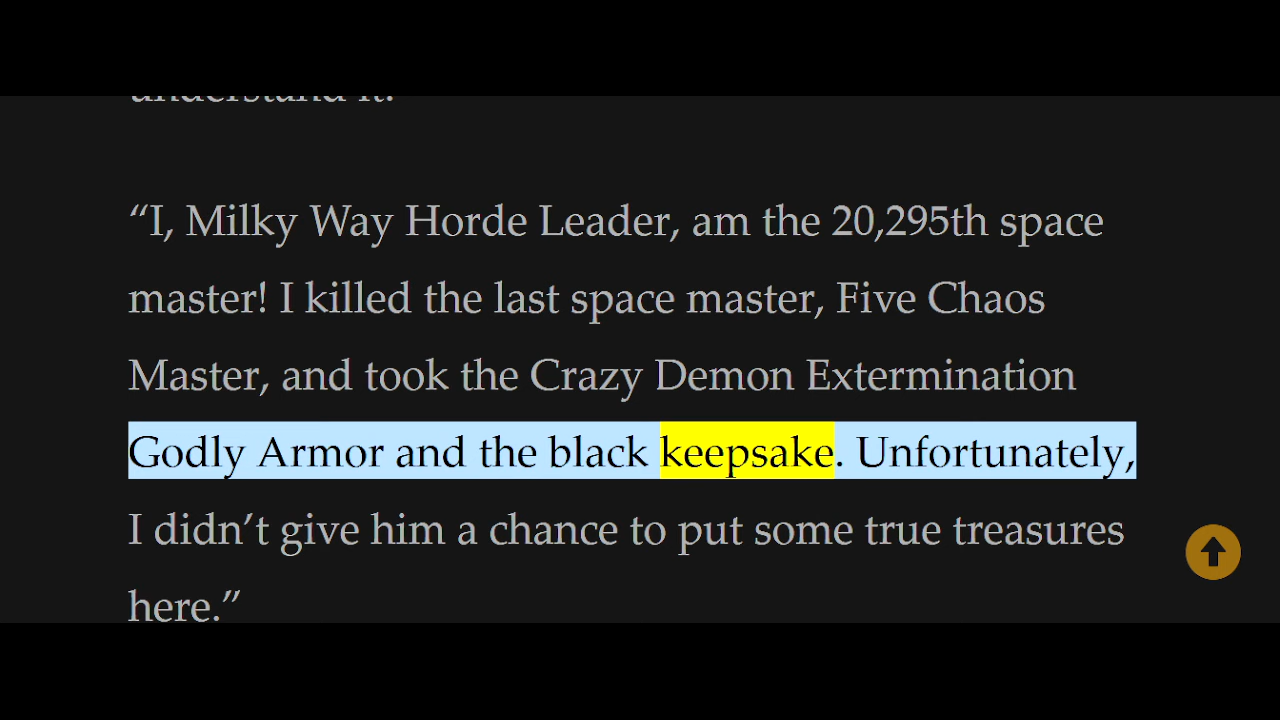 understand it.
“I, Milky Way Horde Leader, am the 20,295th space
master! I killed the last space master, Five Chaos
Master, and took the Crazy Demon Extermination
Godly Armor and the black keepsake. Unfortunately,
I didn’t give him a chance to put some true treasures
here.”